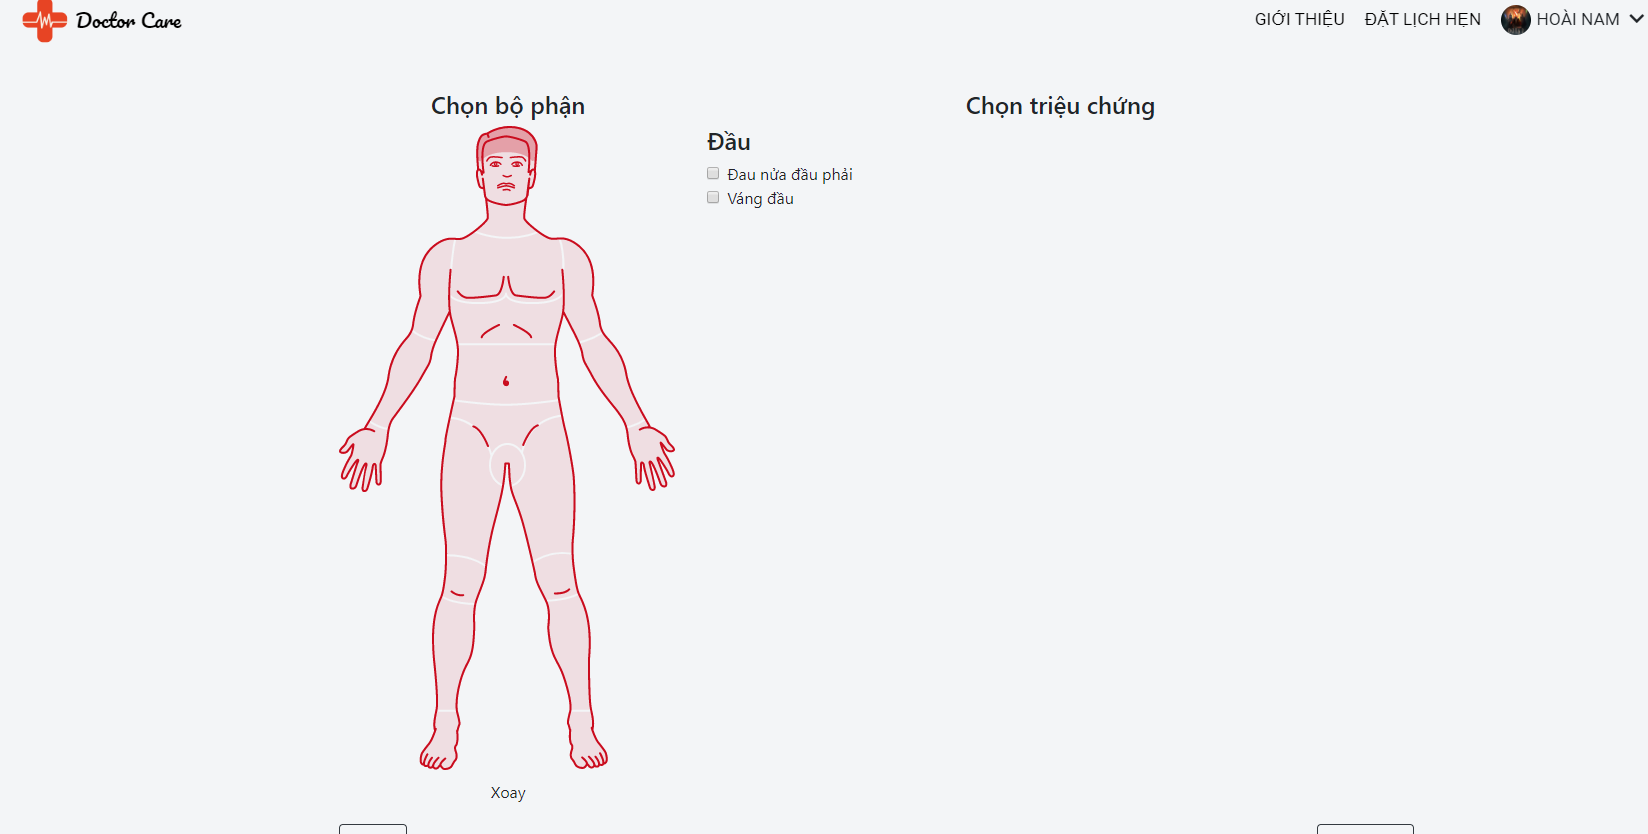 Doctor Care
GIỚI THIỆU
ĐẶT LỊCH HẸN
HOÀI NAM
Chọn bộ phận
Chọn triệu chứng
Đầu
Đau nửa đầu phải
Váng đầu
Xoay